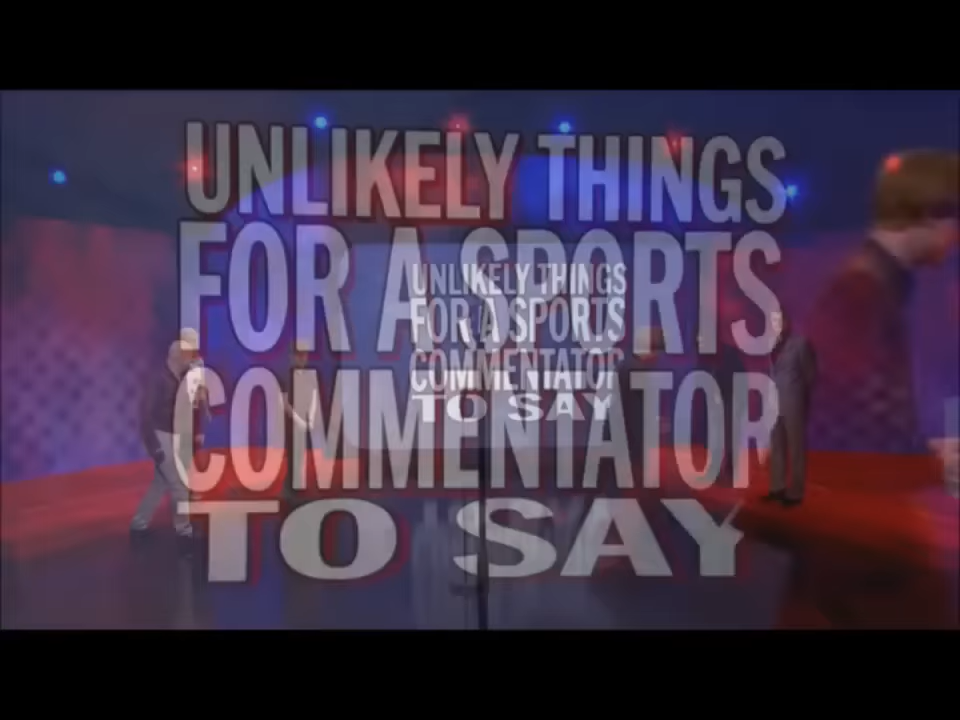 UNLIKELY THINGS
FOR A SPORTS
COMMENTATOR
TO SAY
UNLIKELY THINGS
FOR A SPORTS
COMMENTATOR
TO SAY